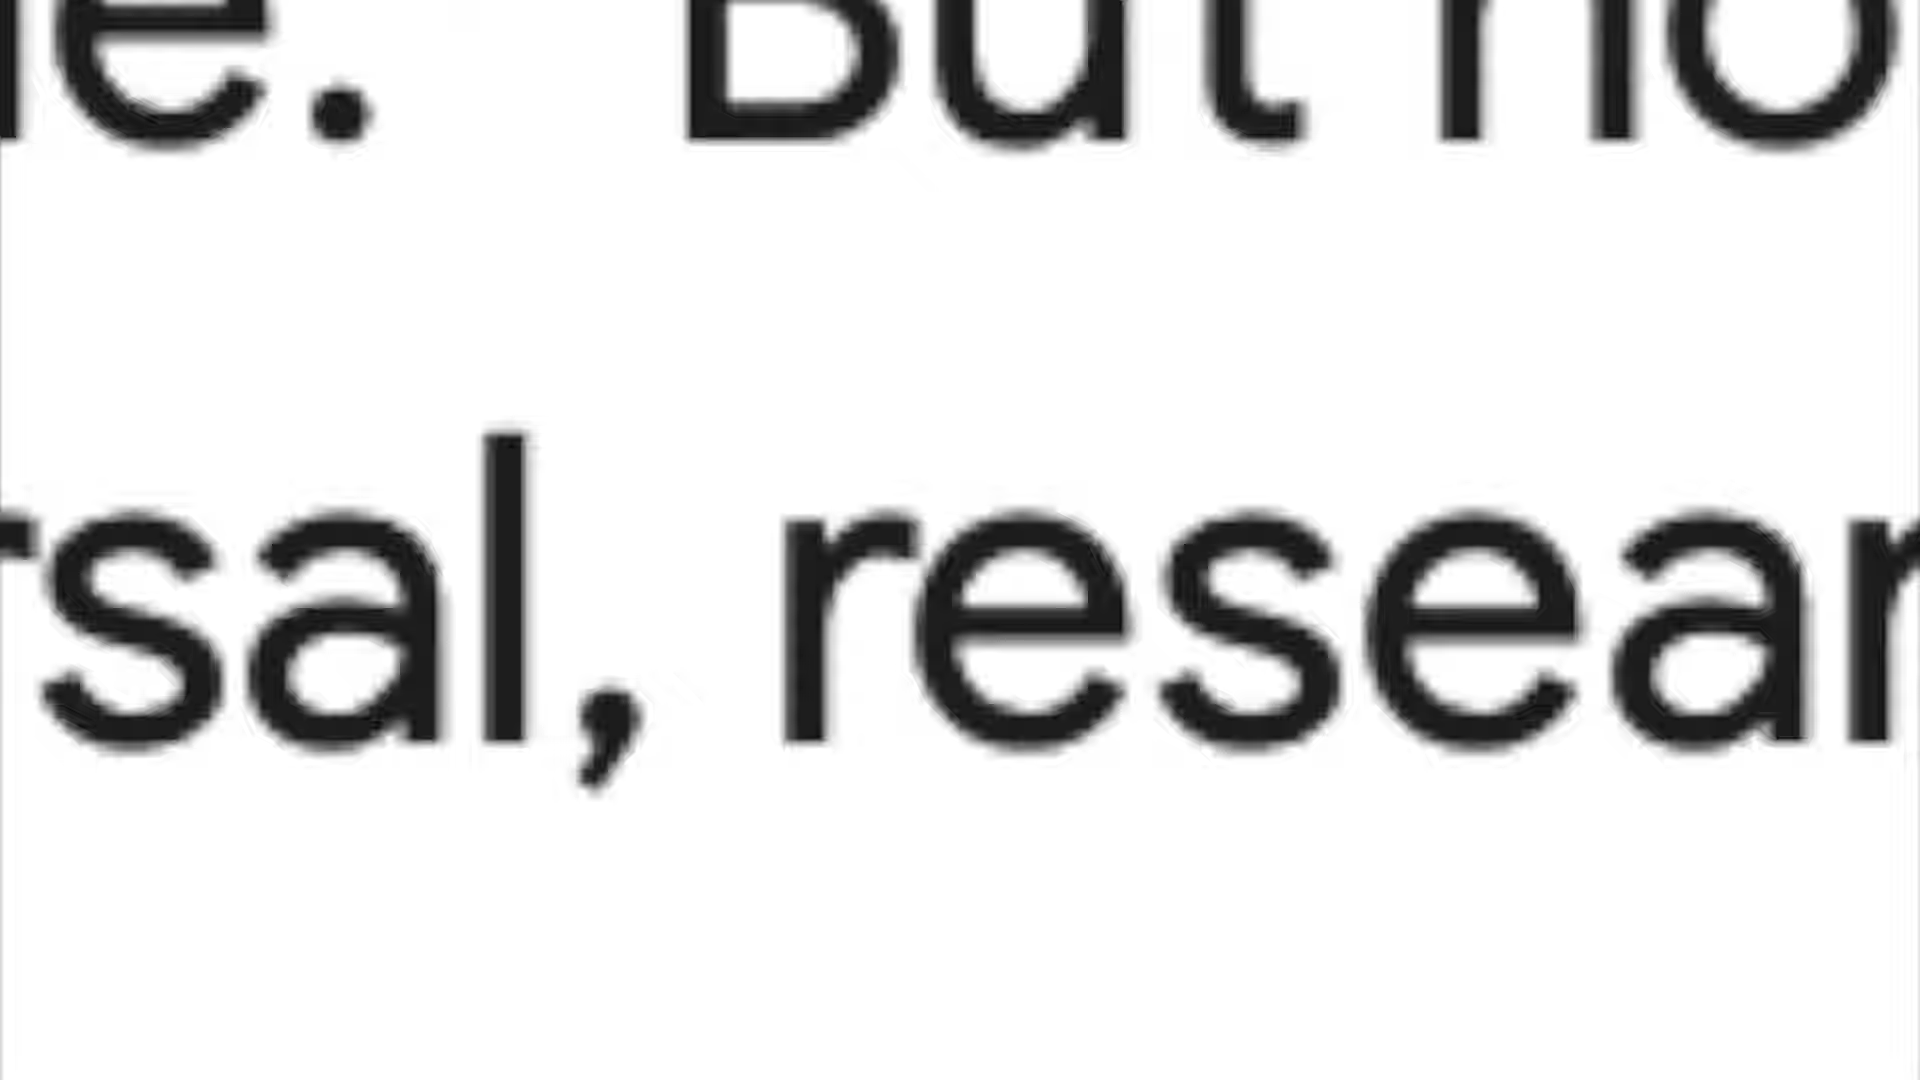 e. But no
rsal, resear